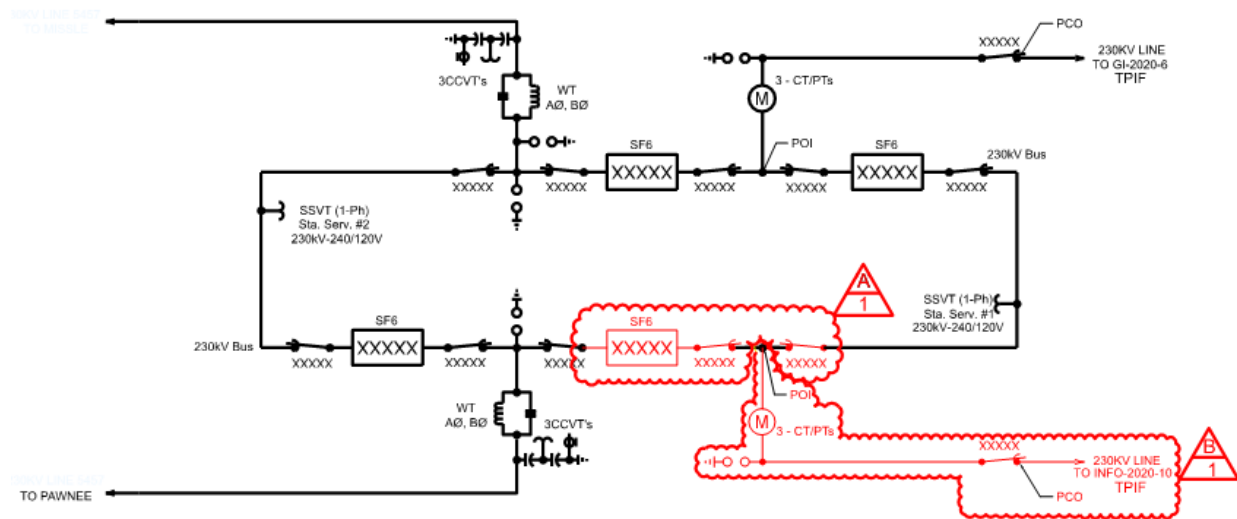 TO MISSILE
PCO
XXXXX
230KV LINE
TO GI-2020-6
TPIF
3CCVT's
WT
AØ, BØ
3 - CT/PTs
M
POI
SF6
XXXXX
SF6
XXXXX
230kV Bus
XXXXX
XXXXX
XXXXX
XXXXX
XXXXX
SSVT (1-Ph)
Sta. Serv. #2
230kV-240/120V
A
1
SSVT (1-Ph)
Sta. Serv. #1
230kV-240/120V
230kV Bus
SF6
XXXXX
SF6
XXXXX
XXXXX
XXXXX
XXXXX
XXXXX
XXXXX
POI
WT
AØ, BØ
3CCVT's
M
3 - CT/PTs
XXXXX
B
1
230KV LINE
TO INFO-2020-10
TPIF
PCO
TO PAWNEE